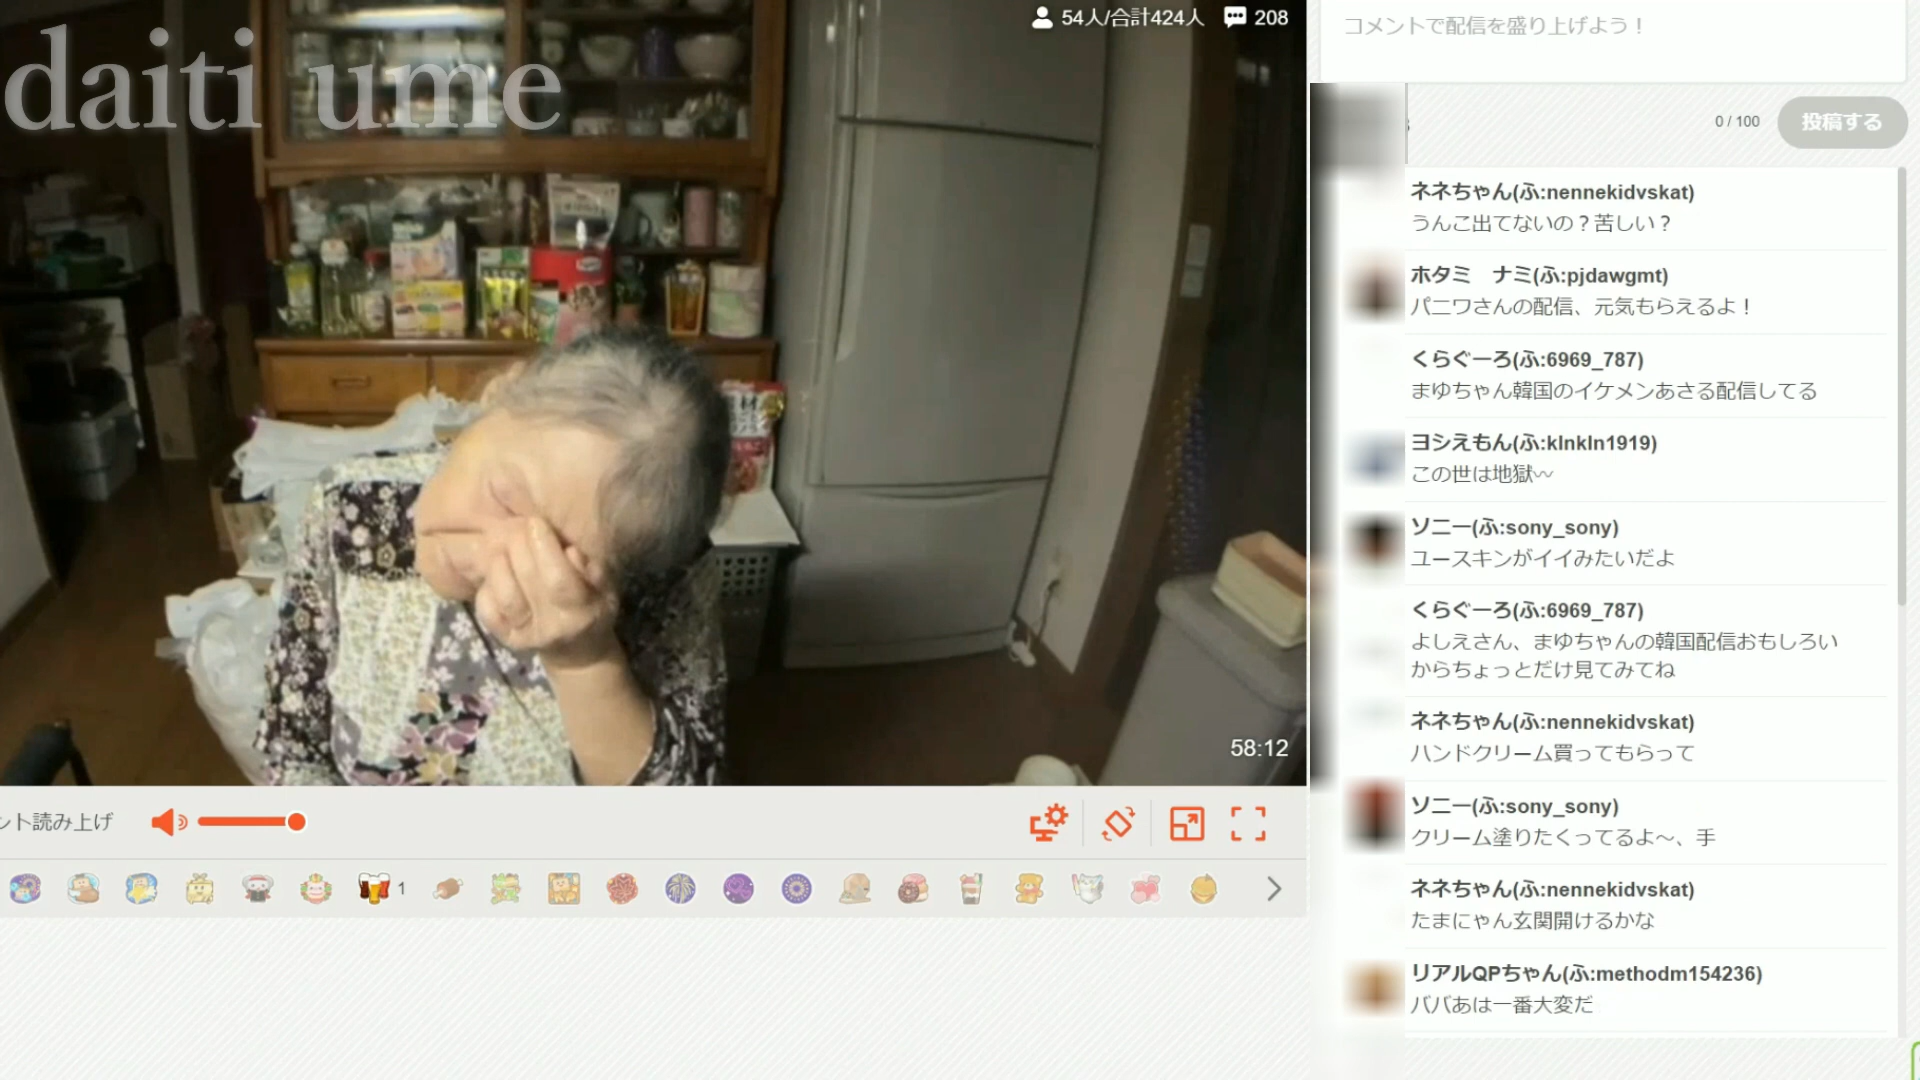 daiti ume
54人/合計424人
208
58:12
ント読み上げ
1
コメントで配信を盛り上げよう！
0 / 100
投稿する
ネネちゃん(ふ:nennekidvskat)
うんこ出てないの？苦しい？
ホタミ　ナミ(ふ:pjdawgmt)
パニワさんの配信、元気もらえるよ！
くらぐーろ(ふ:6969_787)
まゆちゃん韓国のイケメンあさる配信してる
ヨシえもん(ふ:klnkln1919)
この世は地獄〰
ソニー(ふ:sony_sony)
ユースキンがイイみたいだよ
くらぐーろ(ふ:6969_787)
よしえさん、まゆちゃんの韓国配信おもしろい
からちょっとだけ見てみてね
ネネちゃん(ふ:nennekidvskat)
ハンドクリーム買ってもらって
ソニー(ふ:sony_sony)
クリーム塗りたくってるよ～、手
ネネちゃん(ふ:nennekidvskat)
たまにゃん玄関開けるかな
リアルQPちゃん(ふ:methodm154236)
ババあは一番大変だ